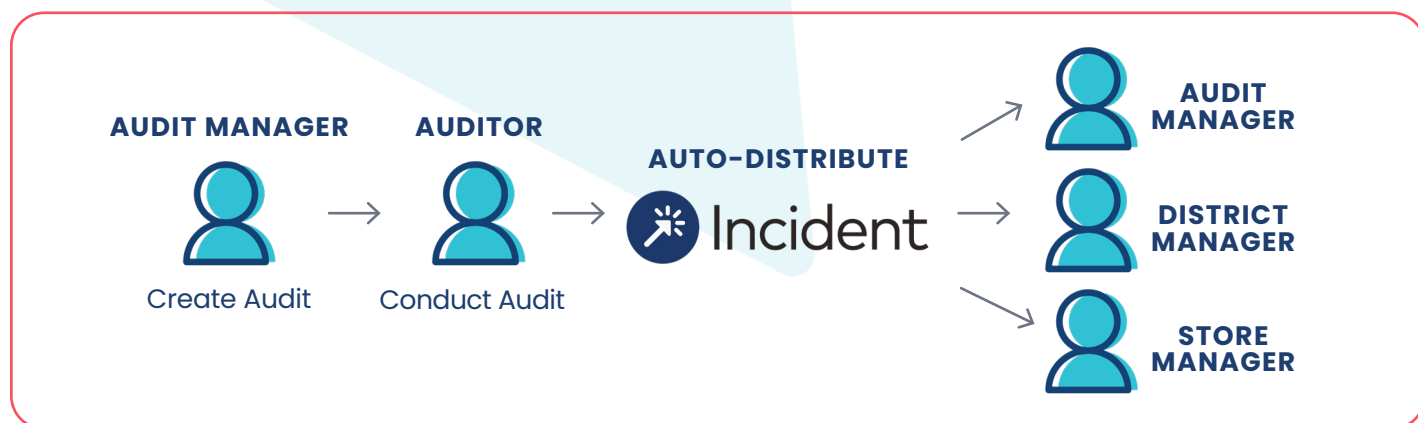 AUDIT MANAGER
Create Audit
AUDITOR
Conduct Audit
AUTO-DISTRIBUTE
Incident
AUDIT
MANAGER
DISTRICT
MANAGER
STORE
MANAGER